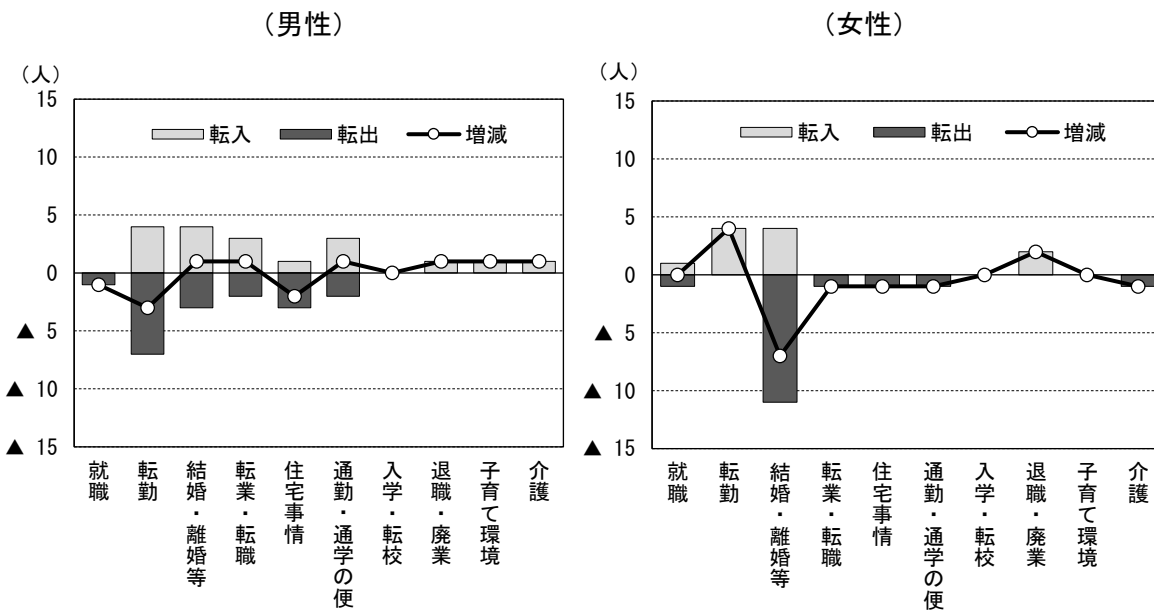 (男性)
(人)
転入 転出 増減
15
10
5
0
▲ 5
▲ 10
▲ 15
就職
転勤
結婚・離婚等
転業・転職
住宅事情
通勤・通学の便
入学・転校
退職・廃業
子育て環境
介護
(女性)
(人)
転入 転出 増減
15
10
5
0
▲ 5
▲ 10
▲ 15
就職
転勤
結婚・離婚等
転業・転職
住宅事情
通勤・通学の便
入学・転校
退職・廃業
子育て環境
介護